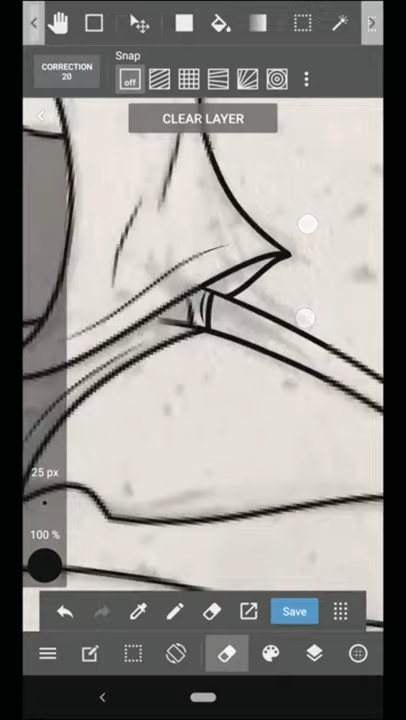 Snap
CORRECTION
20
off
CLEAR LAYER
25 px
100 %
Save